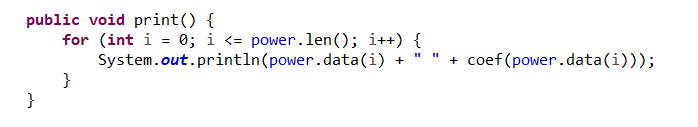 public void print() {
    for (int i = 0; i <= power.len(); i++) {
        System.out.println(power.data(i) + " " + coef(power.data(i)));
    }
}